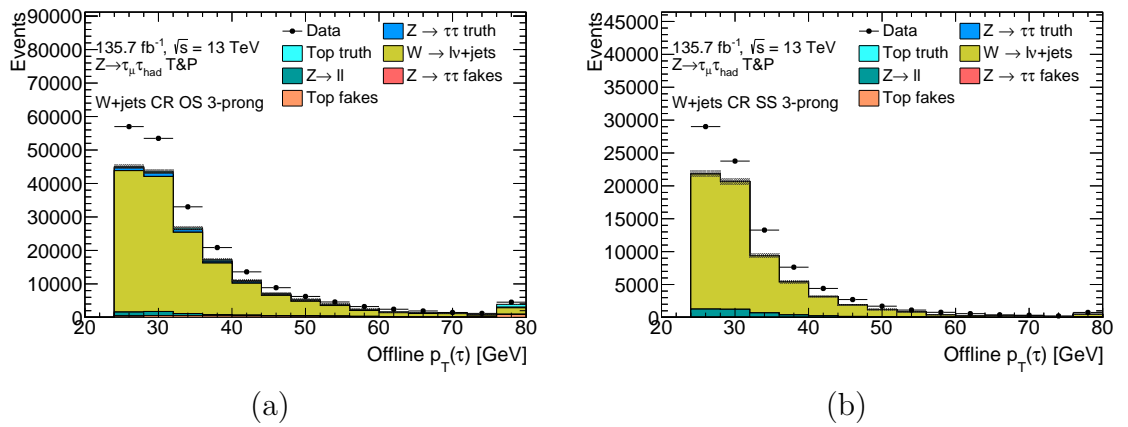 Events
90000
80000
70000
60000
50000
40000
30000
20000
10000
0
135.7 fb⁻¹, √s = 13 TeV
Z→τ_μτ_had T&P
W+jets CR OS 3-prong
Data
Z → ττ truth
Top truth
W → lν+jets
Z→ ll
Z → ττ fakes
Top fakes
20 30 40 50 60 70 80
Offline p_T(τ) [GeV]
(a)
Events
45000
40000
35000
30000
25000
20000
15000
10000
5000
0
135.7 fb⁻¹, √s = 13 TeV
Z→τ_μτ_had T&P
W+jets CR SS 3-prong
Data
Z → ττ truth
Top truth
W → lν+jets
Z→ ll
Z → ττ fakes
Top fakes
20 30 40 50 60 70 80
Offline p_T(τ) [GeV]
(b)